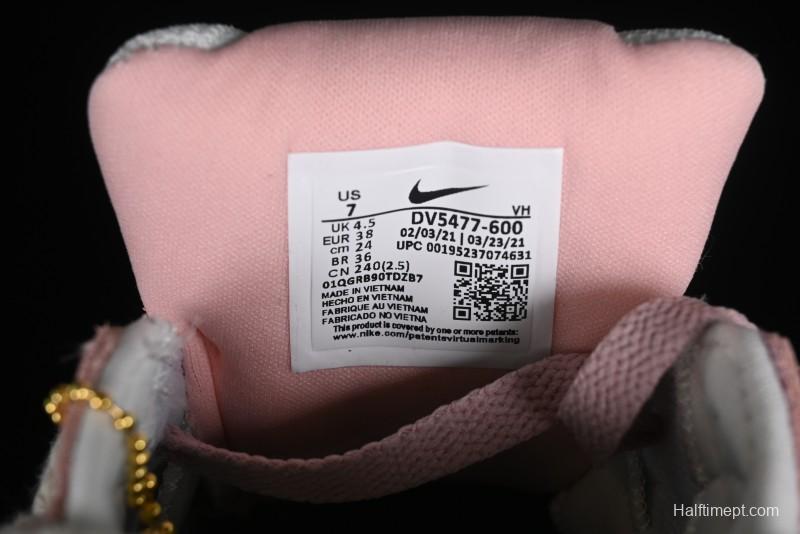 US
7
VH
UK 4.5
DV5477-600
EUR 38
02/03/21 | 03/23/21
cm 24
UPC 00195237074631
BR 36
CN 240(2.5)
01QGRB90TDZB7
MADE IN VIETNAM
HECHO EN VIETNAM
FABRIQUE AU VIETNAM
FABRICADO NO VIETNA
This product is covered by one or more patents:
www.nike.com/patentsvirtualmarking
Halftimept.com